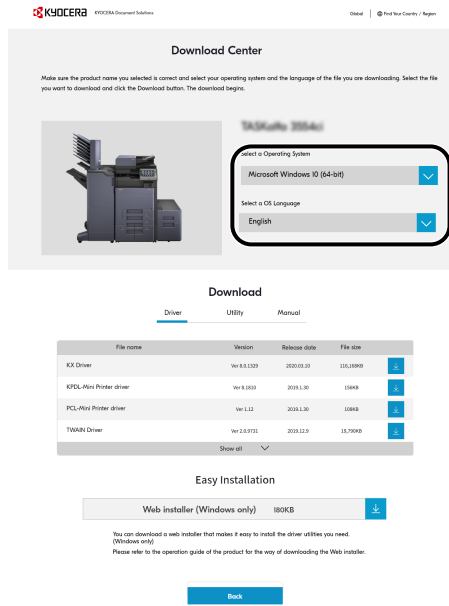 KYOCERA
KYOCERA Document Solutions
Global
Find Your Country / Region
Download Center
Make sure the product name you selected is correct and select your operating system and the language of the file you are downloading. Select the file
you want to download and click the Download button. The download begins.
Select a Operating System
Microsoft Windows 10 (64-bit)
Select a OS Language
English
Download
Driver Utility Manual
File name Version Release date File size
KX Driver Ver 8.0.1329 2020.03.10 116,168KB
KPDL-Mini Printer driver Ver 8.1810 2019.1.30 156KB
PCL-Mini Printer driver Ver 1.12 2019.1.30 108KB
TWAIN Driver Ver 2.0.9731 2019.12.9 19,790KB
Show all
Easy Installation
Web installer (Windows only) 180KB
You can download a web installer that makes it easy to install the driver utilities you need.
(Windows only)
Please refer to the operation guide of the product for the way of downloading the Web installer.
Back